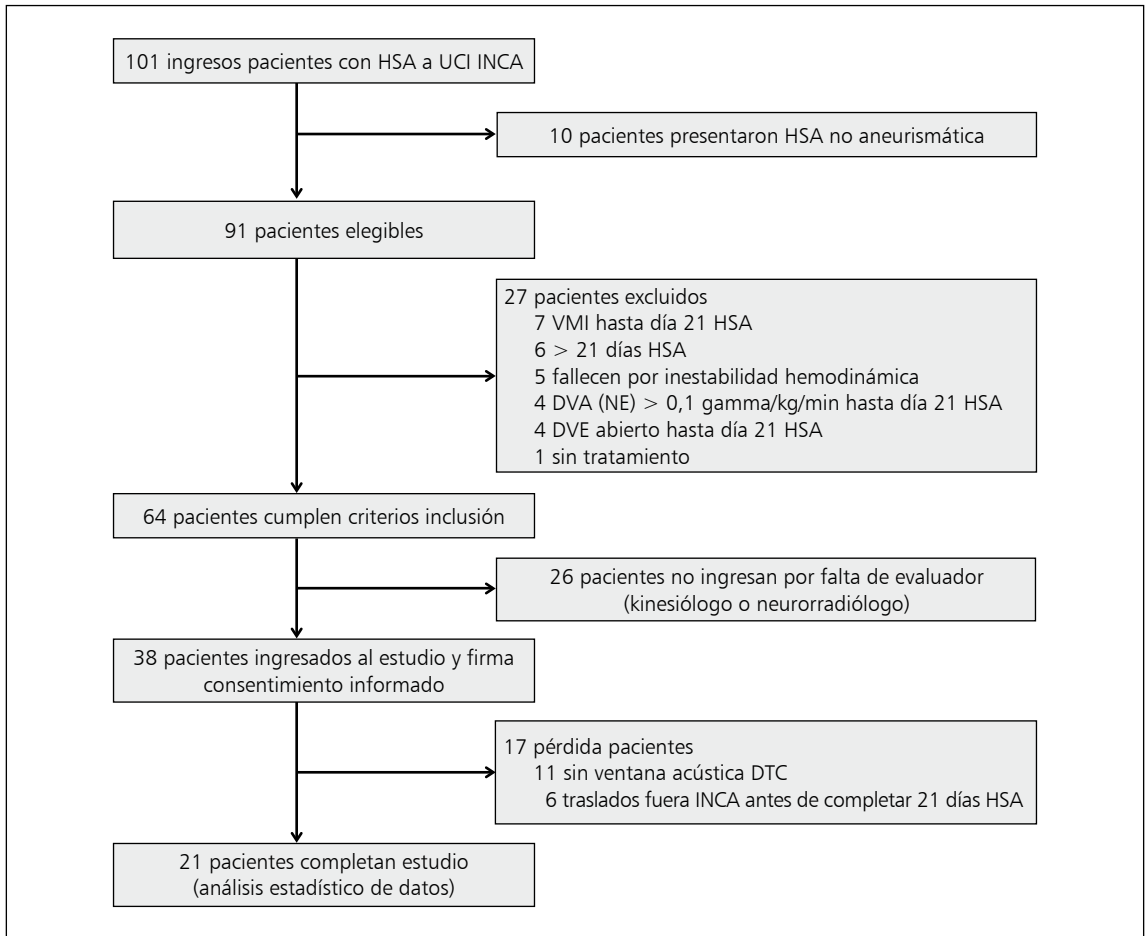 101 ingresos pacientes con HSA a UCI INCA
10 pacientes presentaron HSA no aneurismática
91 pacientes elegibles
27 pacientes excluidos
7 VMI hasta día 21 HSA
6 > 21 días HSA
5 fallecen por inestabilidad hemodinámica
4 DVA (NE) > 0,1 gamma/kg/min hasta día 21 HSA
4 DVE abierto hasta día 21 HSA
1 sin tratamiento
64 pacientes cumplen criterios inclusión
26 pacientes no ingresan por falta de evaluador
(kinesiólogo o neurorradiólogo)
38 pacientes ingresados al estudio y firma
consentimiento informado
17 pérdida pacientes
11 sin ventana acústica DTC
6 traslados fuera INCA antes de completar 21 días HSA
21 pacientes completan estudio
(análisis estadístico de datos)